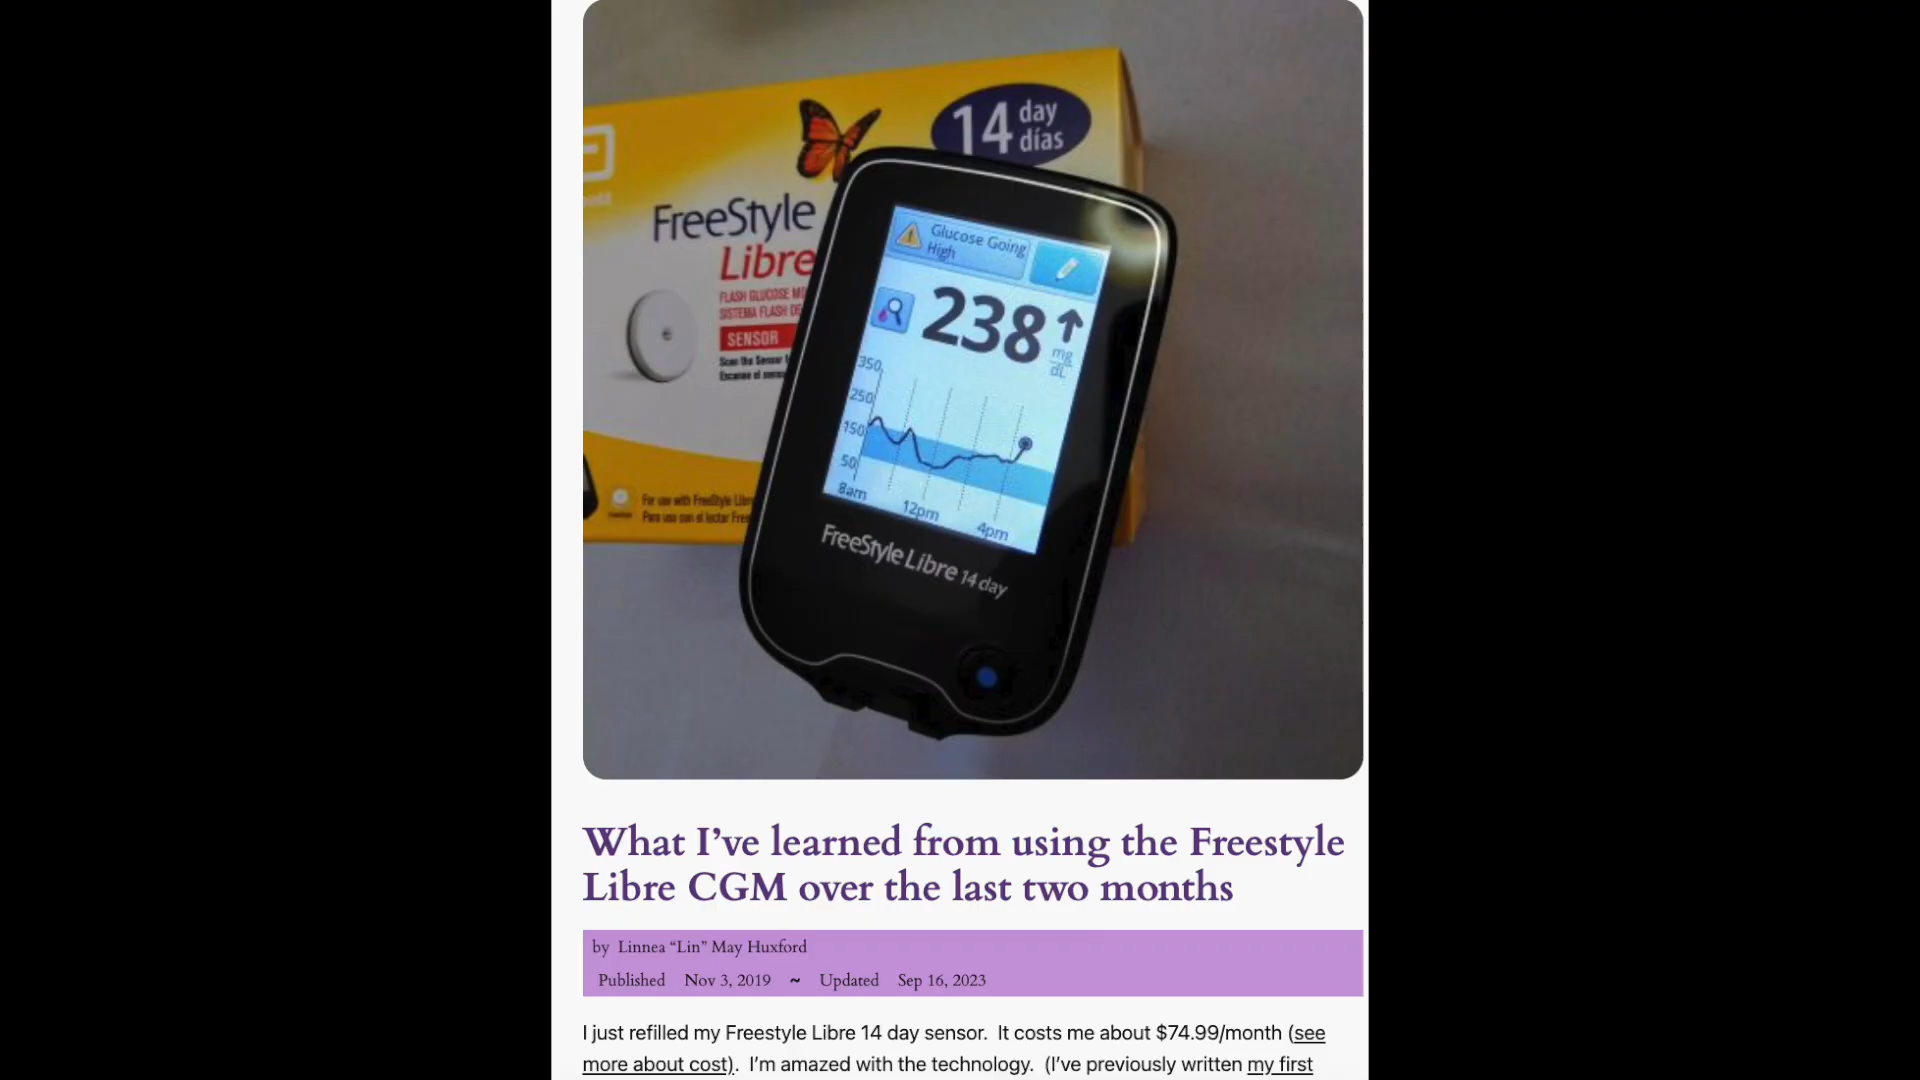 14 day
días
FreeStyle
Libre
SENSOR
Glucose Going
High
238
mg
dL
350
250
150
50
8am
12pm
4pm
FreeStyle Libre 14 day
What I’ve learned from using the Freestyle
Libre CGM over the last two months
by Linnea “Lin” May Huxford
Published Nov 3, 2019 ~ Updated Sep 16, 2023
I just refilled my Freestyle Libre 14 day sensor. It costs me about $74.99/month (see
more about cost). I’m amazed with the technology. (I’ve previously written my first